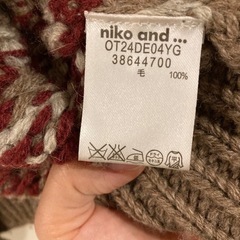 niko and ...
OT24DE04YG
38644700
毛 100%